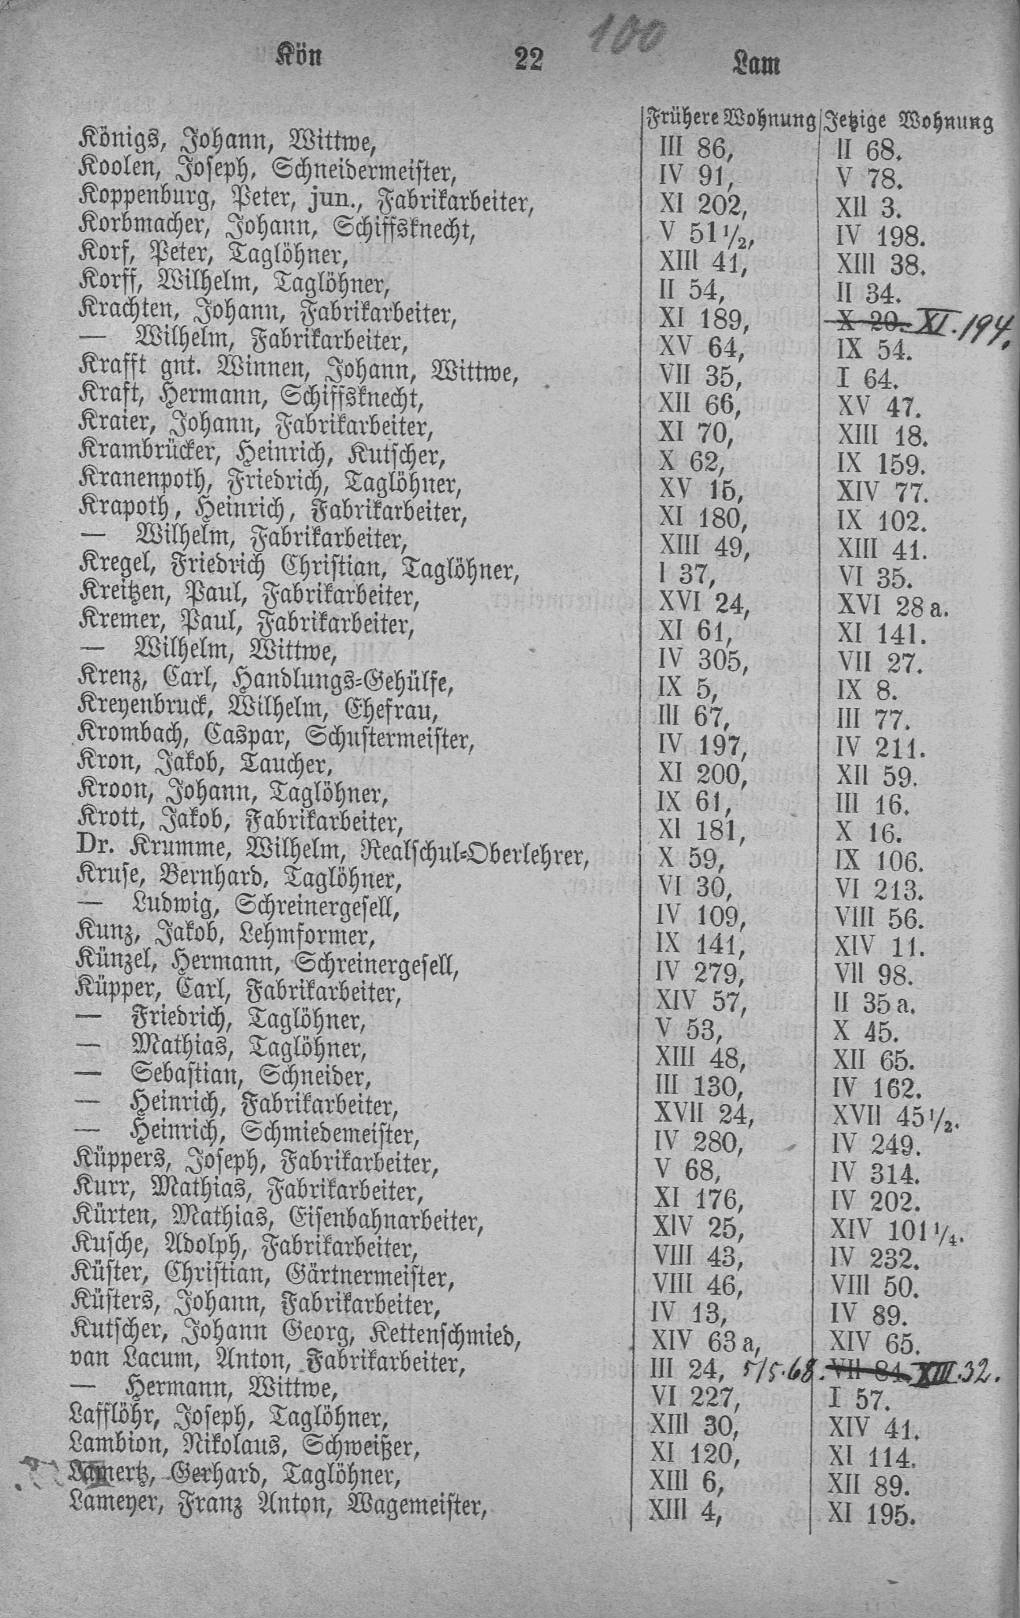 100
Kön 22 Lam
Frühere Wohnung Jetzige Wohnung
Königs, Johann, Wittwe, III 86, II 68.
Koolen, Joseph, Schneidermeister, IV 91, V 78.
Koppenburg, Peter, jun., Fabrikarbeiter, XI 202, XII 3.
Korbmacher, Johann, Schiffsknecht, V 51 1/2, IV 198.
Korf, Peter, Taglöhner, XIII 41, XIII 38.
Korff, Wilhelm, Taglöhner, II 54, II 34.
Krachten, Johann, Fabrikarbeiter, XI 189, X 20. XI. 194.
— Wilhelm, Fabrikarbeiter, XV 64, IX 54.
Krafft gnt. Winnen, Johann, Wittwe, VII 35, I 64.
Kraft, Hermann, Schiffsknecht, XII 66, XV 47.
Kraier, Johann, Fabrikarbeiter, XI 70, XIII 18.
Krambrücker, Heinrich, Kutscher, X 62, IX 159.
Kranenpoth, Friedrich, Taglöhner, XV 15, XIV 77.
Krapoth, Heinrich, Fabrikarbeiter, XI 180, IX 102.
— Wilhelm, Fabrikarbeiter, XIII 49, XIII 41.
Kregel, Friedrich Christian, Taglöhner, I 37, VI 35.
Kreitzen, Paul, Fabrikarbeiter, XVI 24, XVI 28 a.
Kremer, Paul, Fabrikarbeiter, XI 61, XI 141.
— Wilhelm, Wittwe, IV 305, VII 27.
Krenz, Carl, Handlungs-Gehülfe, IX 5, IX 8.
Kreyenbruck, Wilhelm, Ehefrau, III 67, III 77.
Krombach, Caspar, Schustermeister, IV 197, IV 211.
Kron, Jakob, Taucher, XI 200, XII 59.
Kroon, Johann, Taglöhner, IX 61, III 16.
Krott, Jakob, Fabrikarbeiter, XI 181, X 16.
Dr. Krumme, Wilhelm, Realschul-Oberlehrer, X 59, IX 106.
Kruse, Bernhard, Taglöhner, VI 30, VI 213.
— Ludwig, Schreinergesell, IV 109, VIII 56.
Kunz, Jakob, Lehmformer, IX 141, XIV 11.
Künzel, Hermann, Schreinergesell, IV 279, VII 98.
Küpper, Carl, Fabrikarbeiter, XIV 57, II 35 a.
— Friedrich, Taglöhner, V 53, X 45.
— Mathias, Taglöhner, XIII 48, XII 65.
— Sebastian, Schneider, III 130, IV 162.
— Heinrich, Fabrikarbeiter, XVII 24, XVII 45 1/2.
— Heinrich, Schmiedemeister, IV 280, IV 249.
Küppers, Joseph, Fabrikarbeiter, V 68, IV 314.
Kurr, Mathias, Fabrikarbeiter, XI 176, IV 202.
Kürten, Mathias, Eisenbahnarbeiter, XIV 25, XIV 101 1/4.
Kusche, Adolph, Fabrikarbeiter, VIII 43, IV 232.
Küster, Christian, Gärtnermeister, VIII 46, VIII 50.
Küsters, Johann, Fabrikarbeiter, IV 13, IV 89.
Kutscher, Johann Georg, Kettenschmied, XIV 63 a, XIV 65.
van Lacum, Anton, Fabrikarbeiter, III 24, 5/5. 68. VII 84. XIII. 32.
— Hermann, Wittwe, VI 227, I 57.
Lafflöhr, Joseph, Taglöhner, XIII 30, XIV 41.
Lambion, Nikolaus, Schweißer, XI 120, XI 114.
Lamertz, Gerhard, Taglöhner, XIII 6, XII 89.
Lameyer, Franz Anton, Wagemeister, XIII 4, XI 195.